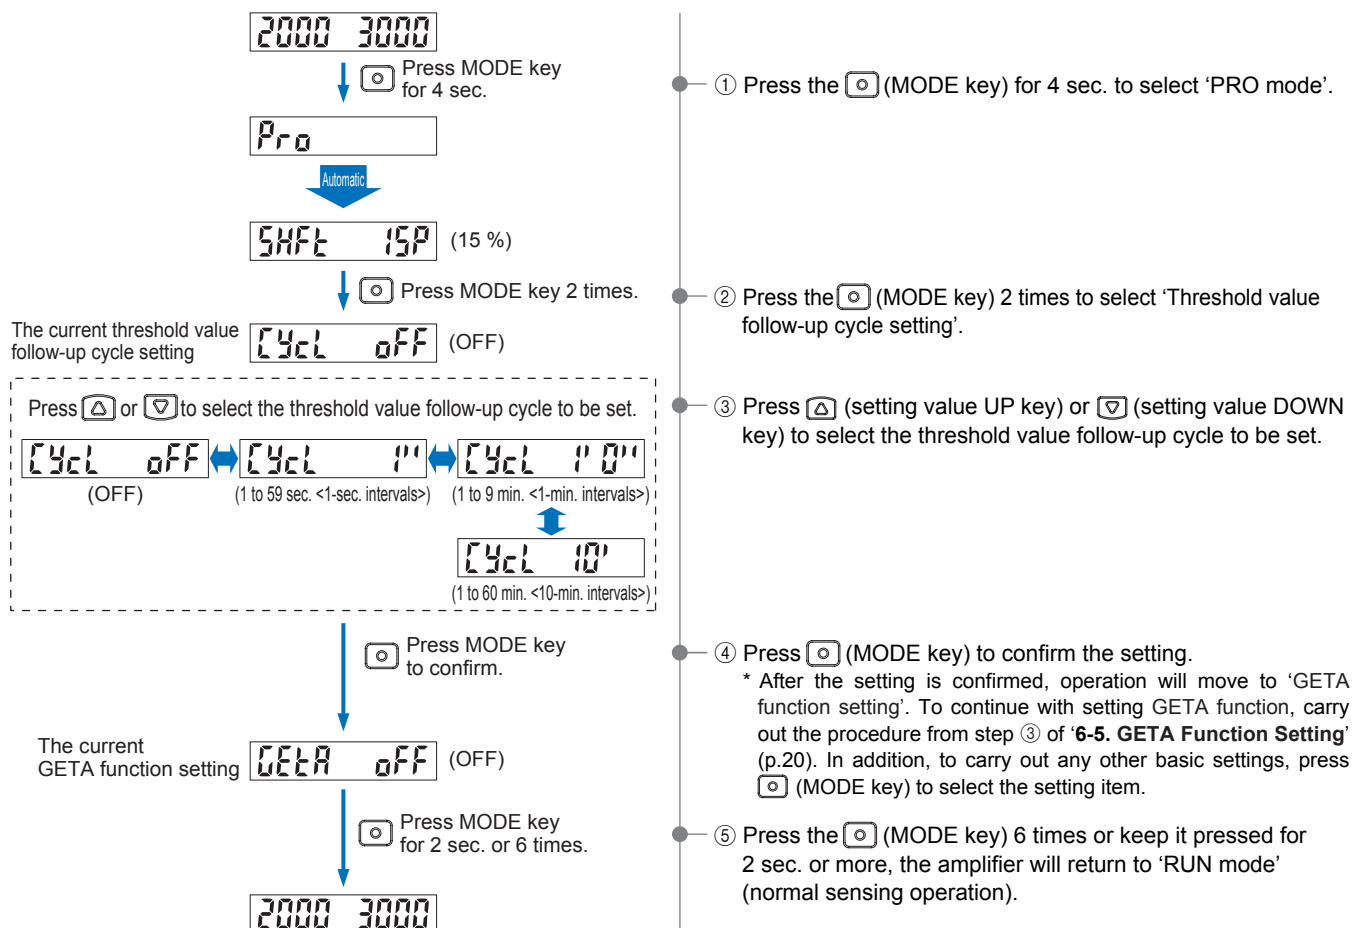 2000 3000
Press MODE key
for 4 sec.
① Press the (MODE key) for 4 sec. to select ‘PRO mode’.
Pro
Automatic
SHFt 15P (15 %)
Press MODE key 2 times.
② Press the (MODE key) 2 times to select ‘Threshold value
follow-up cycle setting’.
The current threshold value
follow-up cycle setting
CYcL oFF (OFF)
Press or to select the threshold value follow-up cycle to be set.
③ Press (setting value UP key) or (setting value DOWN
key) to select the threshold value follow-up cycle to be set.
CYcL oFF CYcL 1'' CYcL 1' 0''
(OFF) (1 to 59 sec. <1-sec. intervals>) (1 to 9 min. <1-min. intervals>)
CYcL 10'
(1 to 60 min. <10-min. intervals>)
Press MODE key
to confirm.
④ Press (MODE key) to confirm the setting.
* After the setting is confirmed, operation will move to ‘GETA
function setting’. To continue with setting GETA function, carry
out the procedure from step ③ of ‘6-5. GETA Function Setting’
(p.20). In addition, to carry out any other basic settings, press
(MODE key) to select the setting item.
The current
GETA function setting
GEtA oFF (OFF)
Press MODE key
for 2 sec. or 6 times.
⑤ Press the (MODE key) 6 times or keep it pressed for
2 sec. or more, the amplifier will return to ‘RUN mode’
(normal sensing operation).
2000 3000